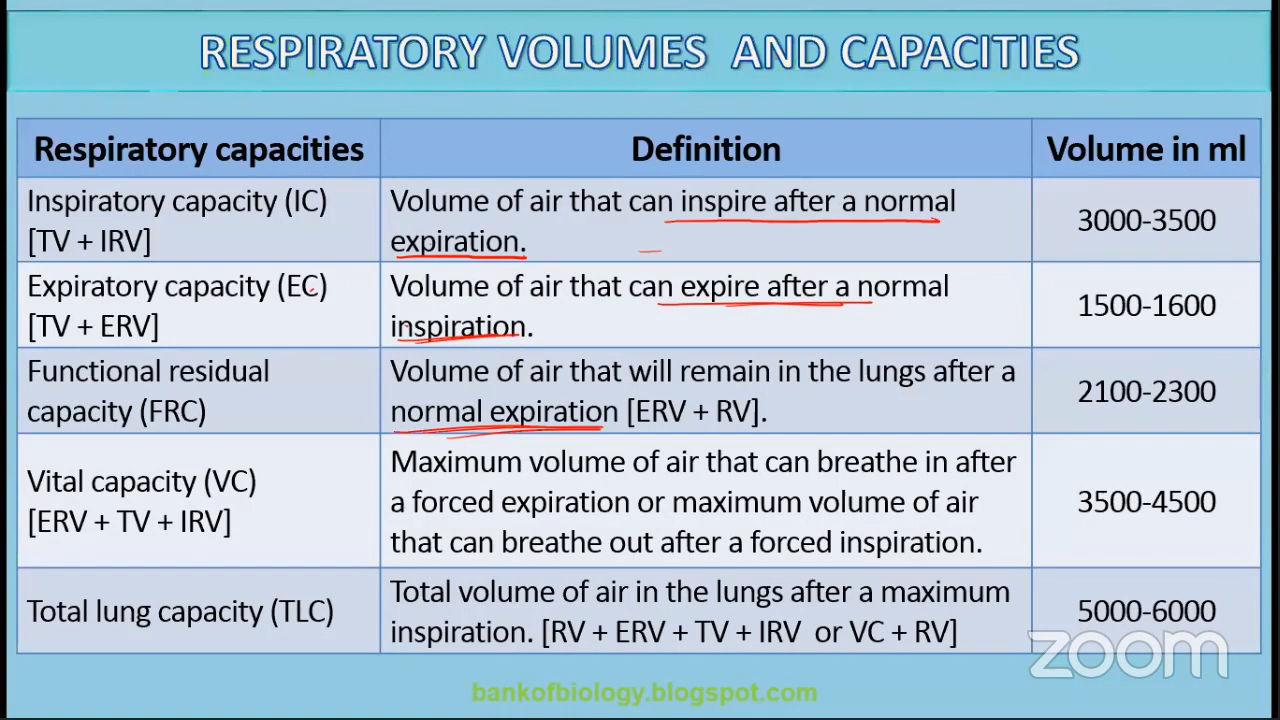 RESPIRATORY VOLUMES AND CAPACITIES
Respiratory capacities
Definition
Volume in ml
Inspiratory capacity (IC)
[TV + IRV]
Volume of air that can inspire after a normal
expiration.
3000-3500
Expiratory capacity (EC)
[TV + ERV]
Volume of air that can expire after a normal
inspiration.
1500-1600
Functional residual
capacity (FRC)
Volume of air that will remain in the lungs after a
normal expiration [ERV + RV].
2100-2300
Vital capacity (VC)
[ERV + TV + IRV]
Maximum volume of air that can breathe in after
a forced expiration or maximum volume of air
that can breathe out after a forced inspiration.
3500-4500
Total lung capacity (TLC)
Total volume of air in the lungs after a maximum
inspiration. [RV + ERV + TV + IRV or VC + RV]
5000-6000
zoom
bankofbiology.blogspot.com